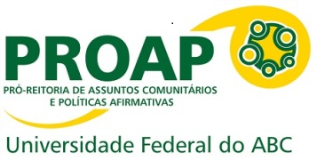 PROAP
PRÓ-REITORIA DE ASSUNTOS COMUNITÁRIOS
E POLÍTICAS AFIRMATIVAS
Universidade Federal do ABC